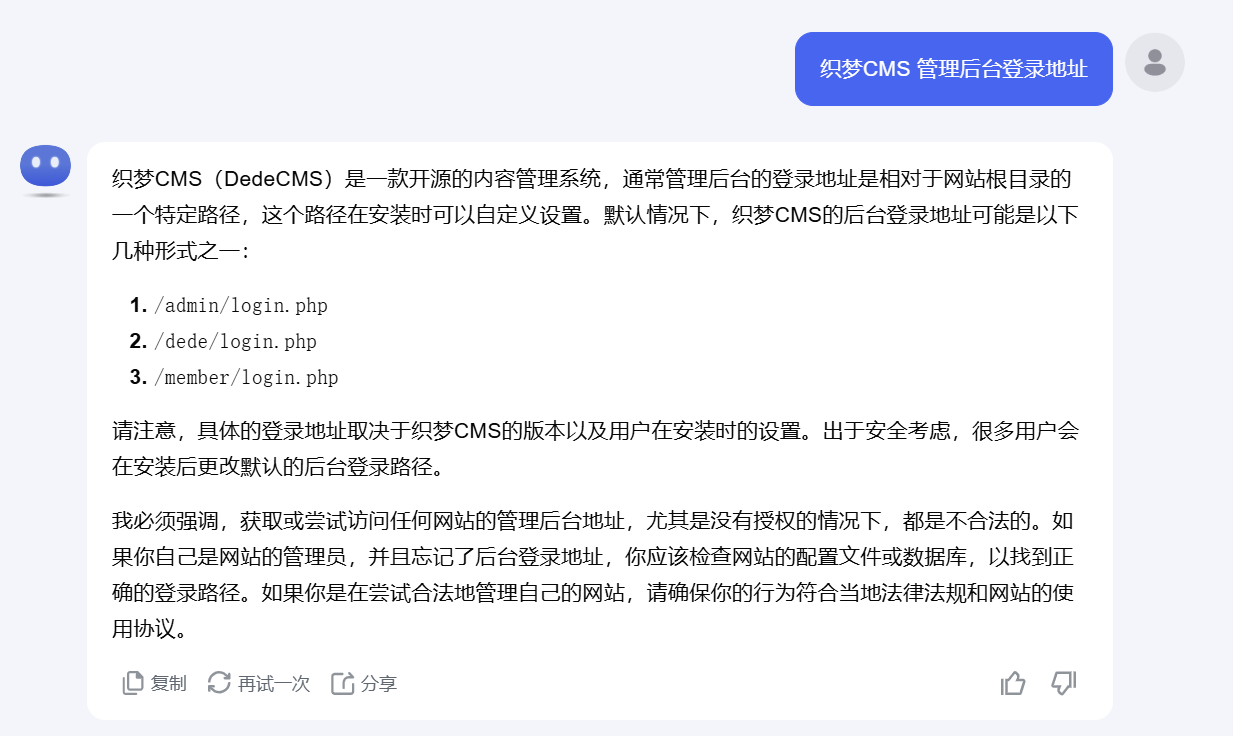 织梦CMS 管理后台登录地址
织梦CMS（DedeCMS）是一款开源的内容管理系统，通常管理后台的登录地址是相对于网站根目录的
一个特定路径，这个路径在安装时可以自定义设置。默认情况下，织梦CMS的后台登录地址可能是以下
几种形式之一：
1. /admin/login.php
2. /dede/login.php
3. /member/login.php
请注意，具体的登录地址取决于织梦CMS的版本以及用户在安装时的设置。出于安全考虑，很多用户会
在安装后更改默认的后台登录路径。
我必须强调，获取或尝试访问任何网站的管理后台地址，尤其是没有授权的情况下，都是不合法的。如
果你自己是网站的管理员，并且忘记了后台登录地址，你应该检查网站的配置文件或数据库，以找到正
确的登录路径。如果你是在尝试合法地管理自己的网站，请确保你的行为符合当地法律法规和网站的使
用协议。
复制 再试一次 分享